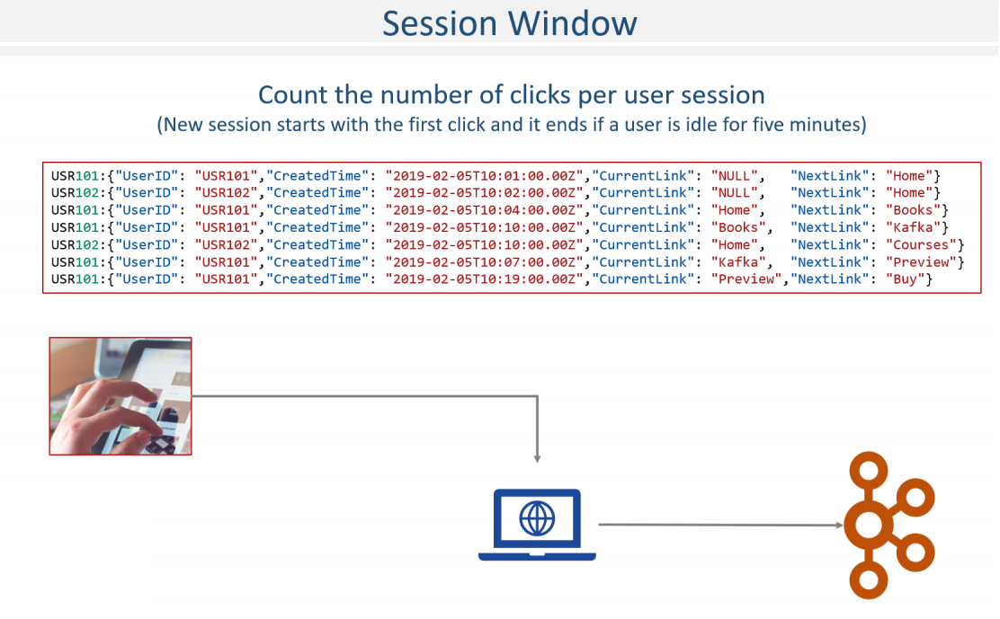 Session Window
Count the number of clicks per user session
(New session starts with the first click and it ends if a user is idle for five minutes)
USR101:{"UserID": "USR101","CreatedTime": "2019-02-05T10:01:00.00Z","CurrentLink": "NULL",   "NextLink": "Home"}
USR102:{"UserID": "USR102","CreatedTime": "2019-02-05T10:02:00.00Z","CurrentLink": "NULL",   "NextLink": "Home"}
USR101:{"UserID": "USR101","CreatedTime": "2019-02-05T10:04:00.00Z","CurrentLink": "Home",   "NextLink": "Books"}
USR101:{"UserID": "USR101","CreatedTime": "2019-02-05T10:10:00.00Z","CurrentLink": "Books",  "NextLink": "Kafka"}
USR102:{"UserID": "USR102","CreatedTime": "2019-02-05T10:10:00.00Z","CurrentLink": "Home",   "NextLink": "Courses"}
USR101:{"UserID": "USR101","CreatedTime": "2019-02-05T10:07:00.00Z","CurrentLink": "Kafka",  "NextLink": "Preview"}
USR101:{"UserID": "USR101","CreatedTime": "2019-02-05T10:19:00.00Z","CurrentLink": "Preview","NextLink": "Buy"}